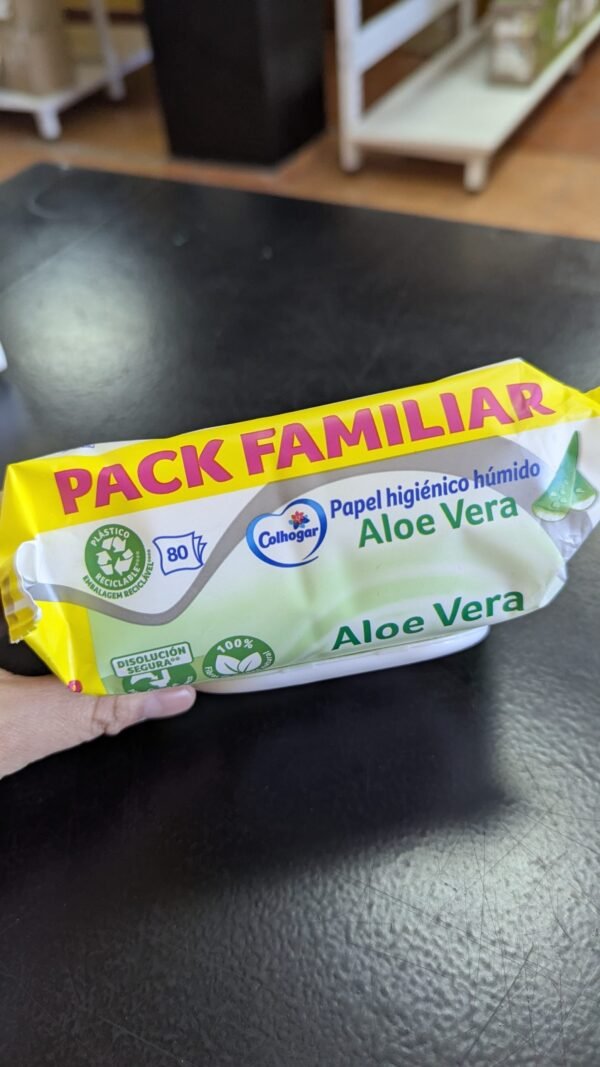 PACK FAMILIAR
PLÁSTICO
RECICLABLE
EMBALAGEM RECICLÁVEL
80
Colhogar
Papel higiénico húmido
Aloe Vera
Aloe Vera
DISOLUCIÓN
SEGURA**
100%